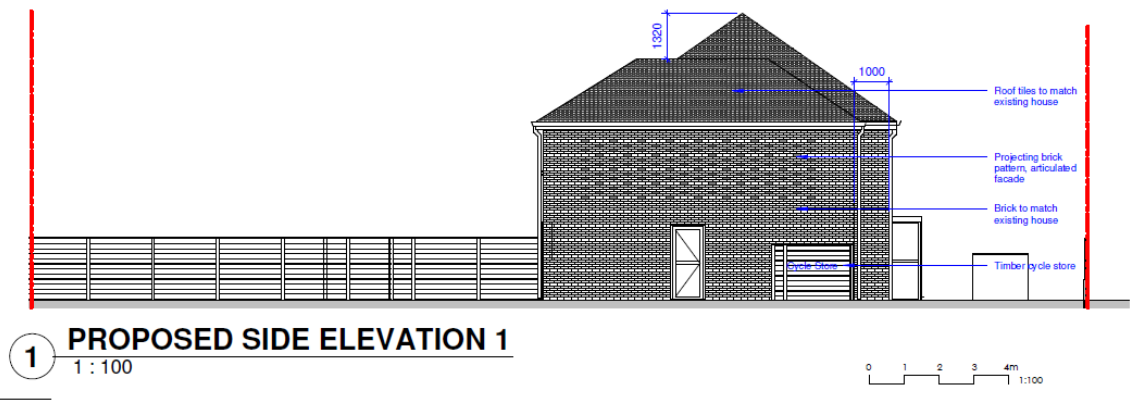 1320
1000
Roof tiles to match
existing house
Projecting brick
pattern, articulated
facade
Brick to match
existing house
Cycle Store
Timber cycle store
1
PROPOSED SIDE ELEVATION 1
1 : 100
0 1 2 3 4m
1:100